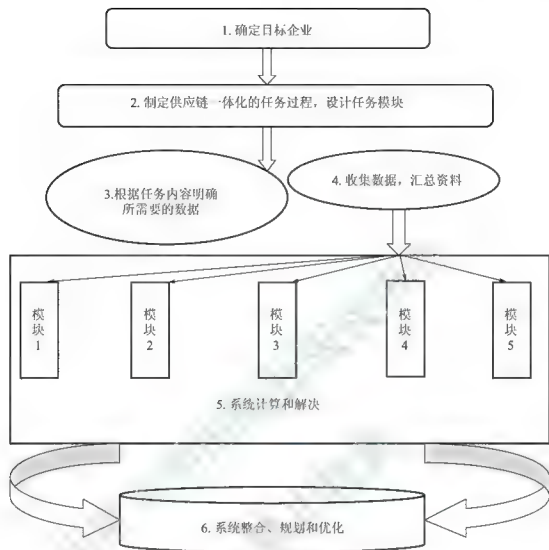 1. 确定目标企业
2. 制定供应链一体化的任务过程，设计任务模块
3.根据任务内容明确
所需要的数据
4. 收集数据，汇总资料
模
块
1
模
块
2
模
块
3
模
块
4
模
块
5
5. 系统计算和解决
6. 系统整合、规划和优化